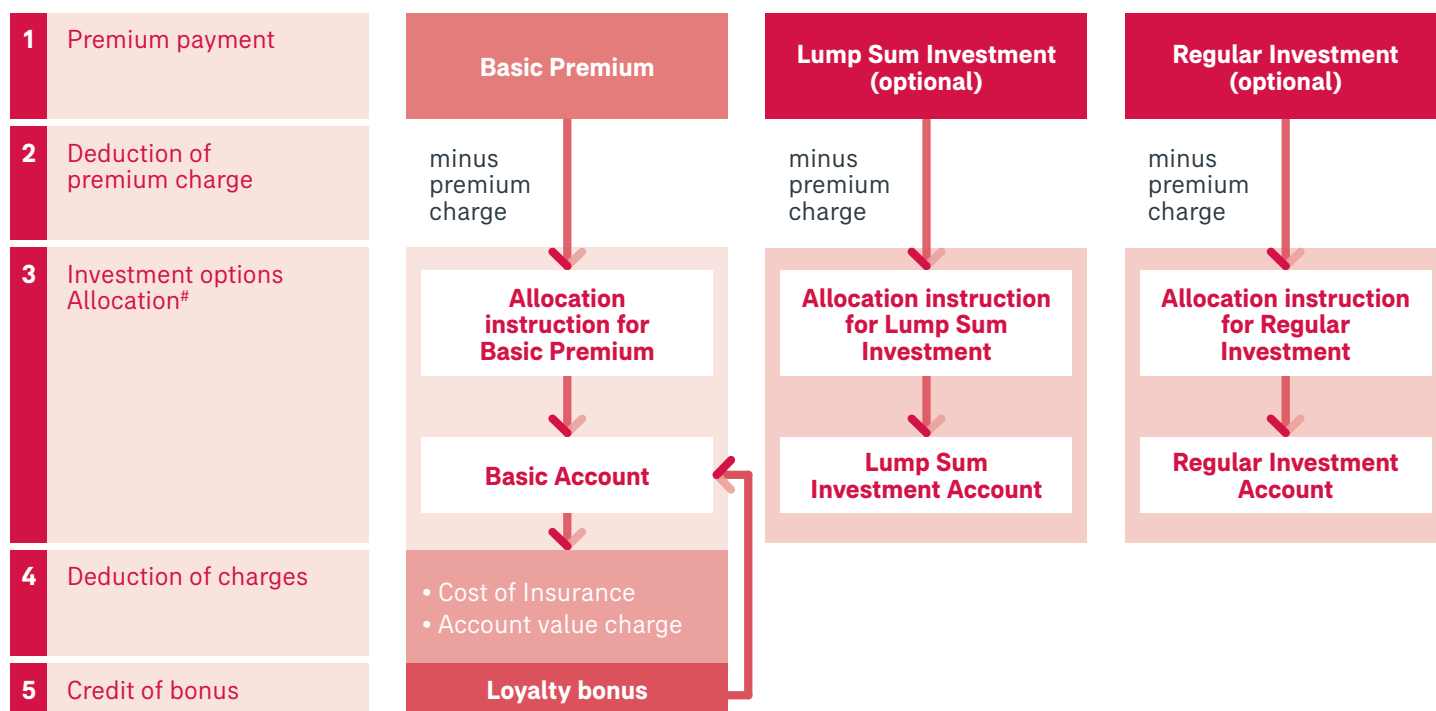 1 Premium payment
Basic Premium
Lump Sum Investment
(optional)
Regular Investment
(optional)
2 Deduction of
premium charge
minus
premium
charge
minus
premium
charge
minus
premium
charge
3 Investment options
Allocation#
Allocation
instruction for
Basic Premium
Allocation instruction
for Lump Sum
Investment
Allocation instruction
for Regular
Investment
Basic Account
Lump Sum
Investment Account
Regular Investment
Account
4 Deduction of charges
• Cost of Insurance
• Account value charge
5 Credit of bonus
Loyalty bonus